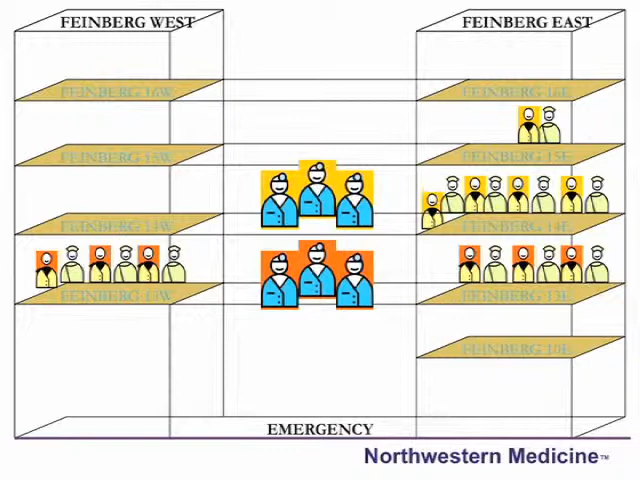 FEINBERG WEST
FEINBERG EAST
FEINBERG 16W
FEINBERG 16E
FEINBERG 15W
FEINBERG 15E
FEINBERG 14W
FEINBERG 14E
FEINBERG 13W
FEINBERG 13E
FEINBERG 10E
EMERGENCY
Northwestern Medicine™